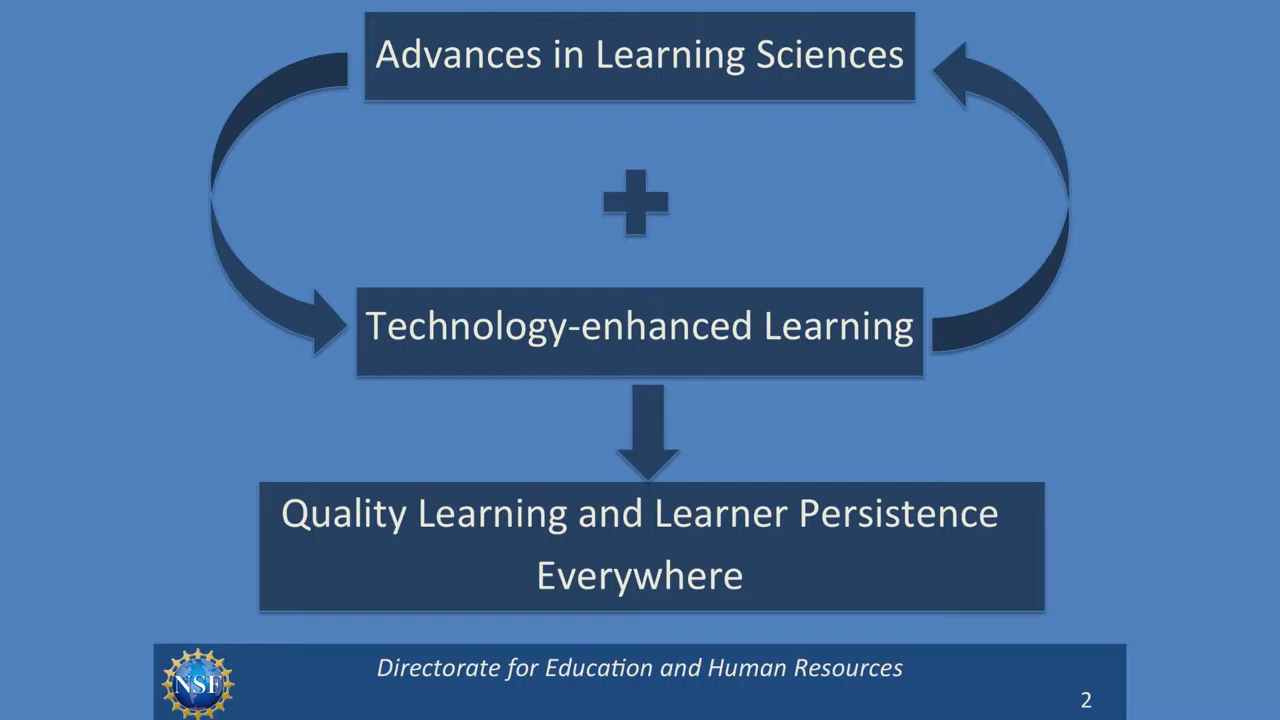 Advances in Learning Sciences
Technology-enhanced Learning
Quality Learning and Learner Persistence
Everywhere
NSF
Directorate for Education and Human Resources
2